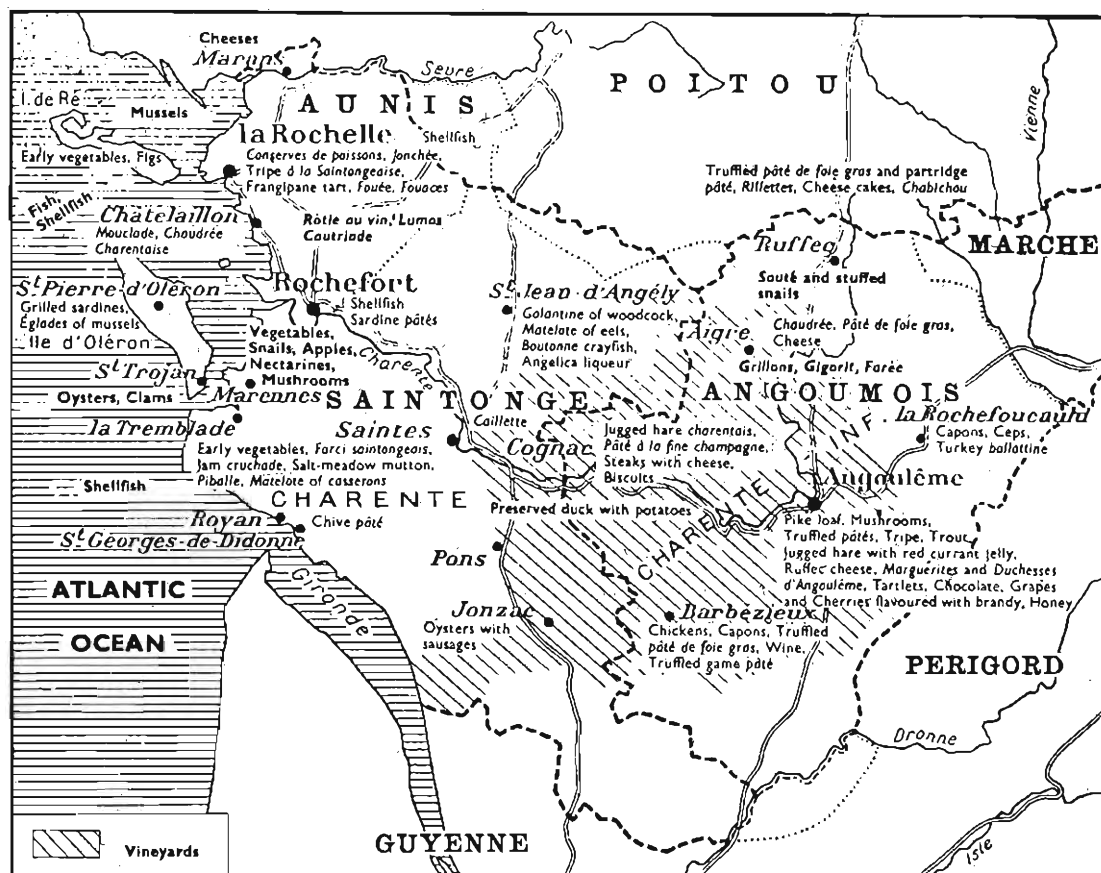 Cheeses
Marans
Sevre
POITOU
Vienne
I. de Ré
Mussels
AUNIS
la Rochelle
Shellfish
Early vegetables, Figs
Conserves de poissons, Jonchée,
Tripe à la Saintongeaise,
Frangipane tart, Fouée, Fouaces
Truffled pâté de foie gras and partridge
pâté, Rillettes, Cheese cakes, Chabichou
Fish,
Shellfish
Châtelaillon
Mouclade, Chaudrée
Charentaise
Rôtie au vin, Lumas
Cautriade
MARCHE
Ruffec
Sauté and stuffed
snails
Rochefort
Shellfish
Sardine pâtés
St Pierre d'Oléron
Grilled sardines,
Églades of mussels
Ile d'Oléron
St Jean d'Angély
Galantine of woodcock,
Matelote of eels,
Boutonne crayfish,
Angelica liqueur
Chaudrée, Pâté de foie gras,
Cheese
Aigre
Grillons, Gigorit, Farée
Vegetables,
Snails, Apples,
Nectarines,
Mushrooms
Charente
St Trojan
Oysters, Clams
Marennes
SAINTONGE
ANGOUMOIS
la Tremblade
Caillette
Saintes
Cognac
Jugged hare charentais,
Pâté à la fine champagne,
Steaks with cheese,
Biscuits
la Rochefoucauld
Capons, Ceps,
Turkey ballottine
Early vegetables, Farci saintongeais,
Jam cruchade, Salt-meadow mutton,
Piballe, Matelote of casserons
Shellfish
CHARENTE
CHARENTE INF.
Angoulême
Royan
Chive pâté
Preserved duck with potatoes
St Georges-de-Didonne
Pike loaf, Mushrooms,
Truffled pâtés, Tripe, Trout
Jugged hare with red currant jelly,
Ruffec cheese, Marguerites and Duchesses
d'Angoulême, Tartlets, Chocolate, Grapes
and Cherries flavoured with brandy, Honey
Pons
Gironde
ATLANTIC
OCEAN
Jonzac
Oysters with
sausages
Barbézieux
Chickens, Capons, Truffled
pâté de foie gras, Wine,
Truffled game pâté
PERIGORD
Dronne
GUYENNE
Isle
Vineyards